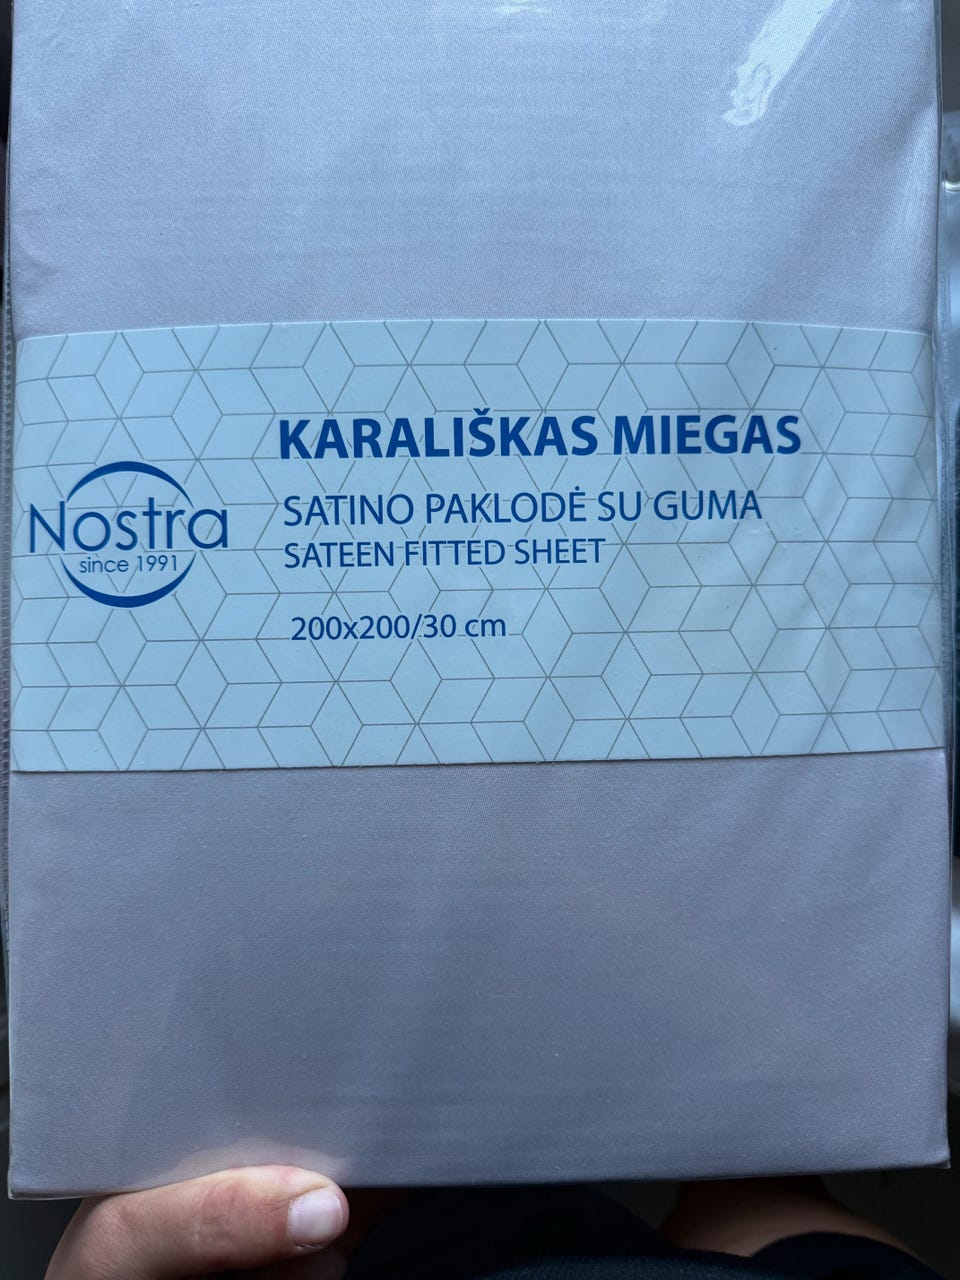 Nostra
since 1991
KARALIŠKAS MIEGAS
SATINO PAKLODĖ SU GUMA
SATEEN FITTED SHEET
200x200/30 cm